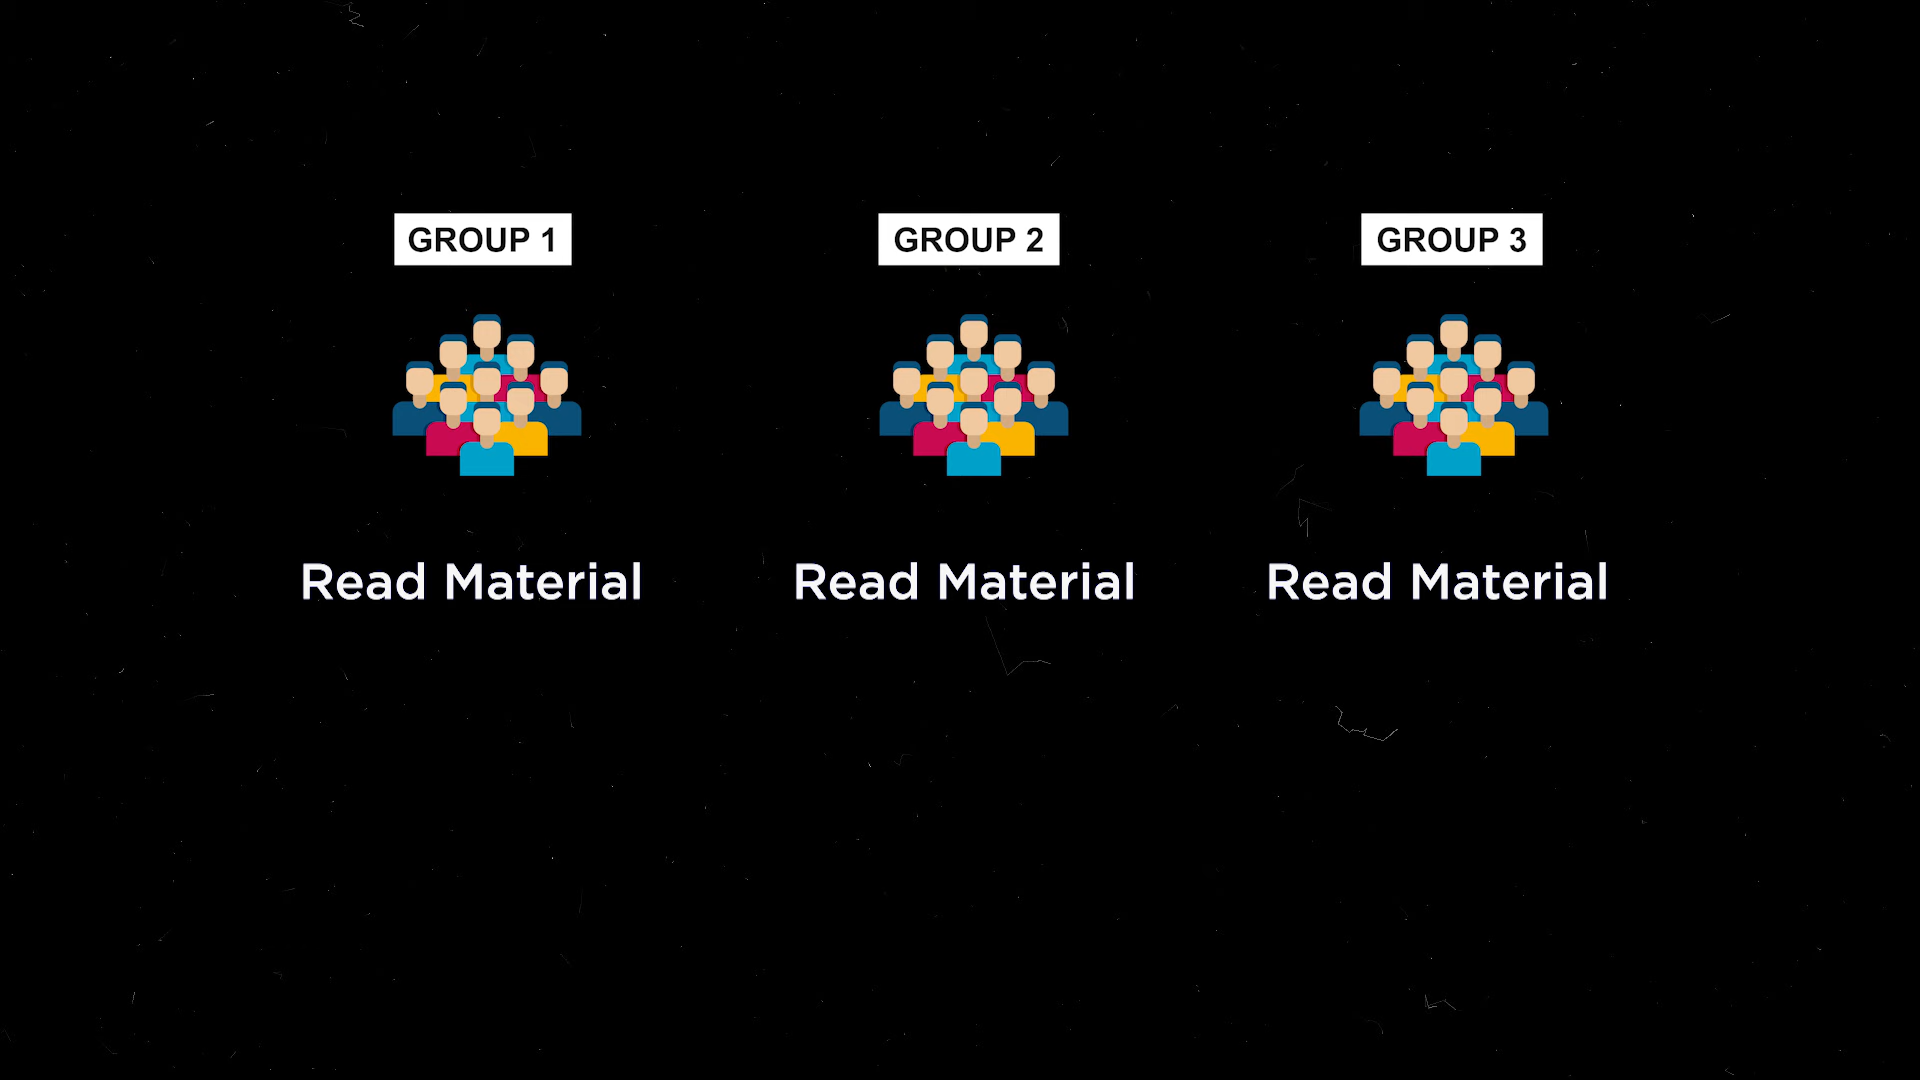 GROUP 1
GROUP 2
GROUP 3
Read Material
Read Material
Read Material